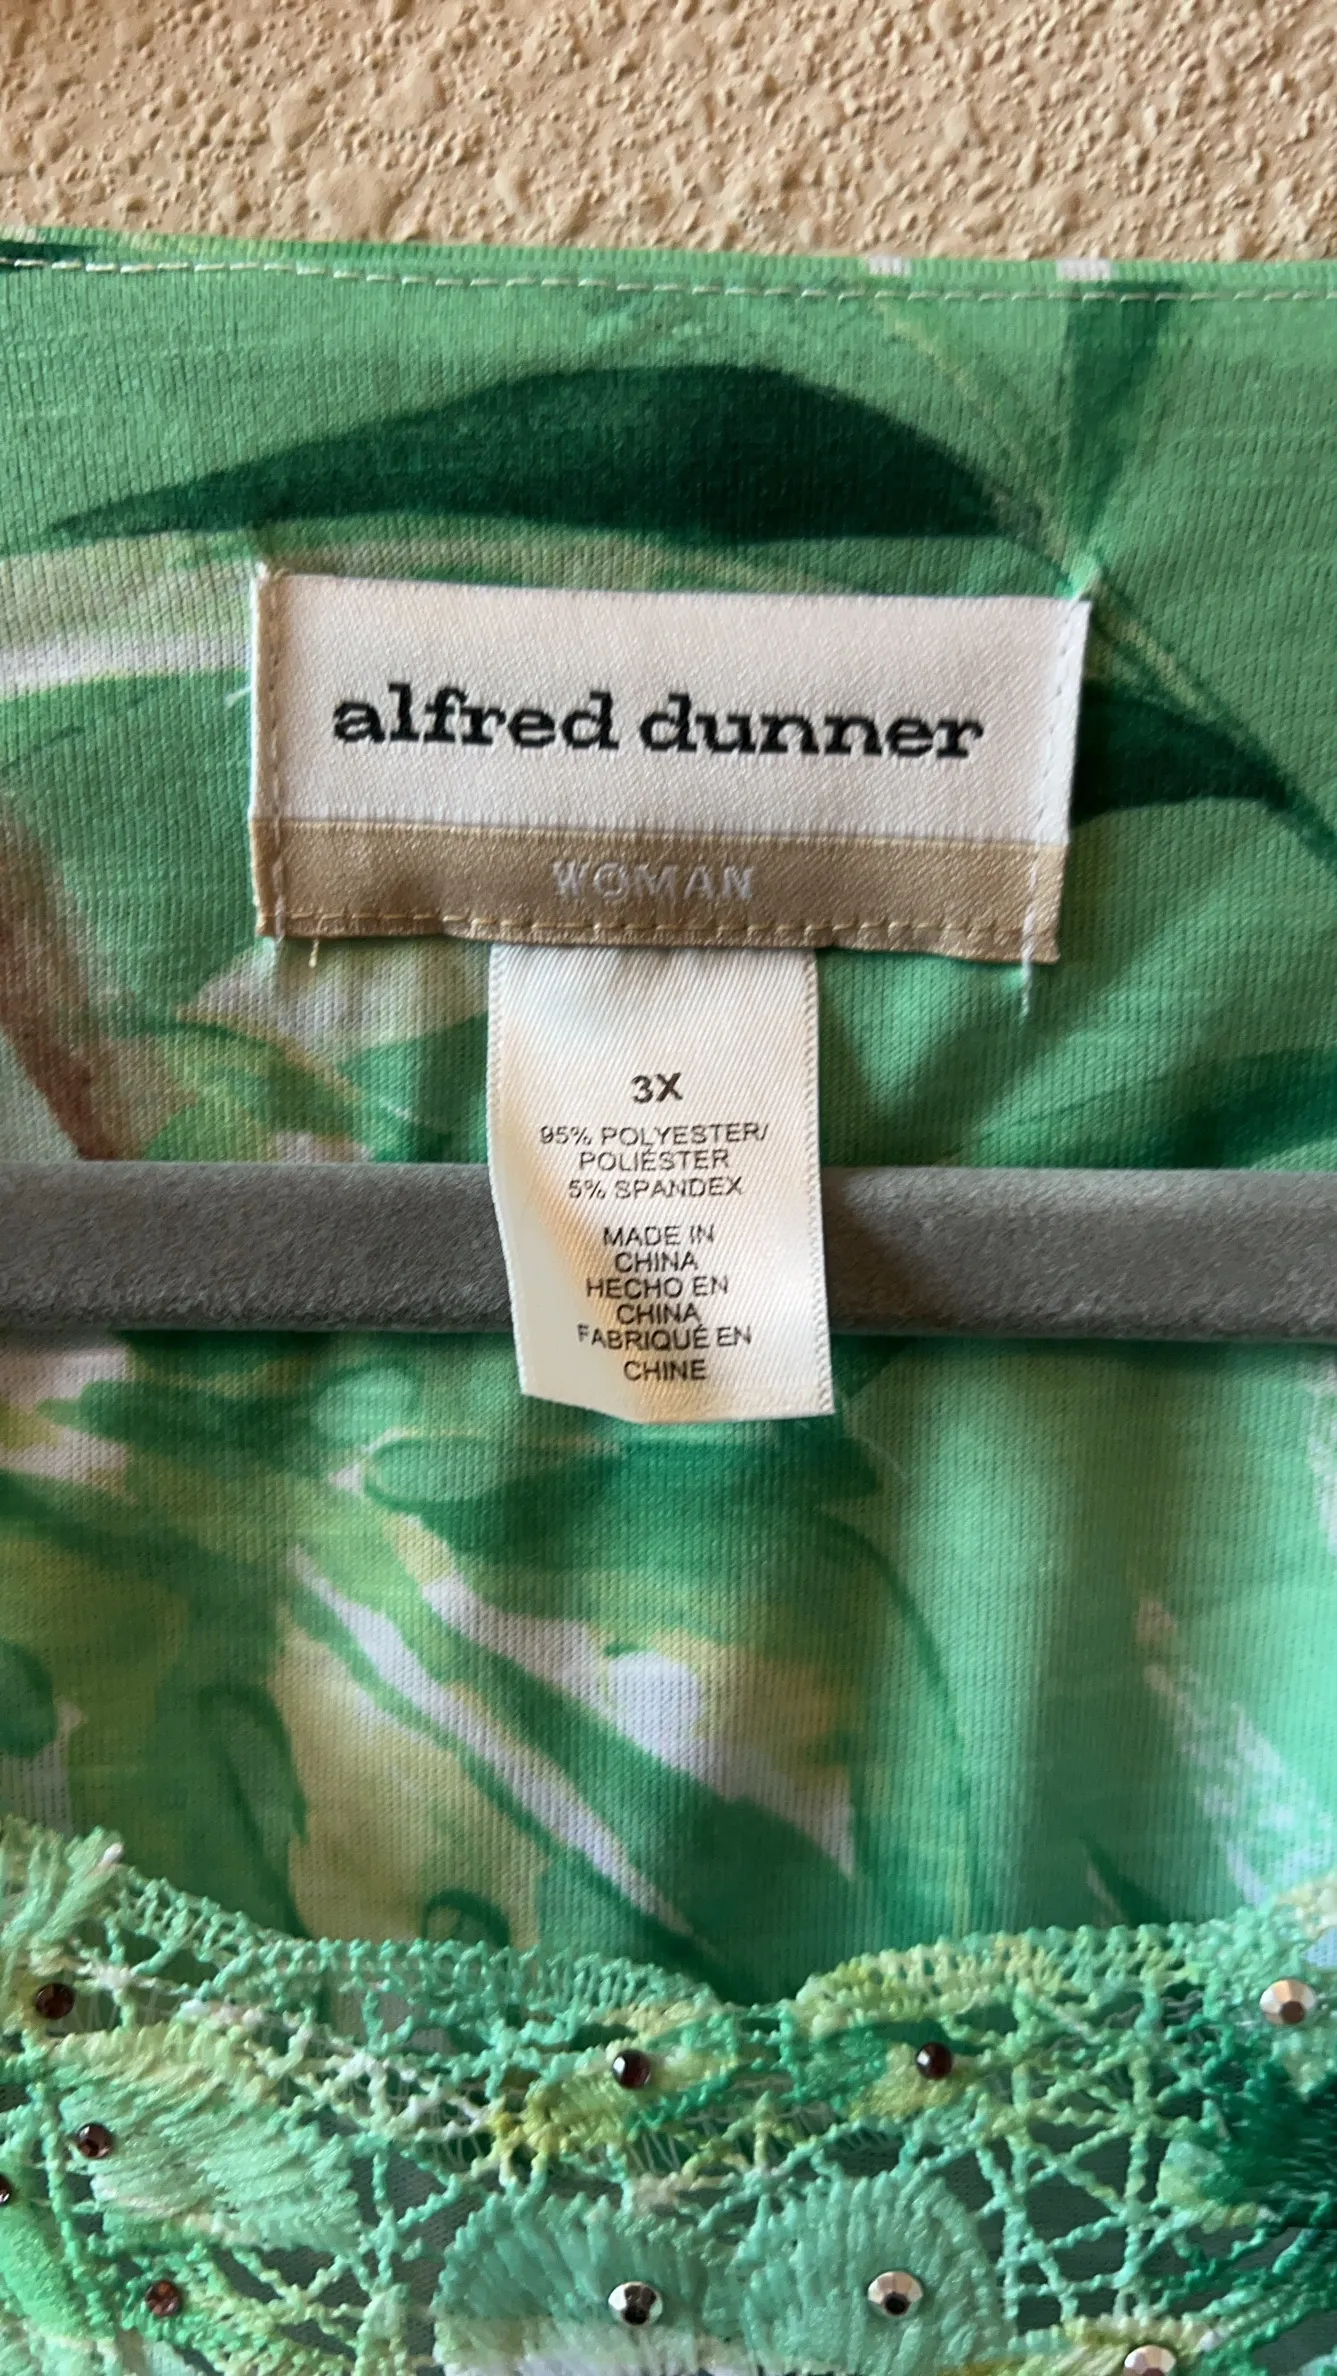 alfred dunner
WOMAN
3X
95% POLYESTER/
POLIÉSTER
5% SPANDEX
MADE IN
CHINA
HECHO EN
CHINA
FABRIQUÉ EN
CHINE